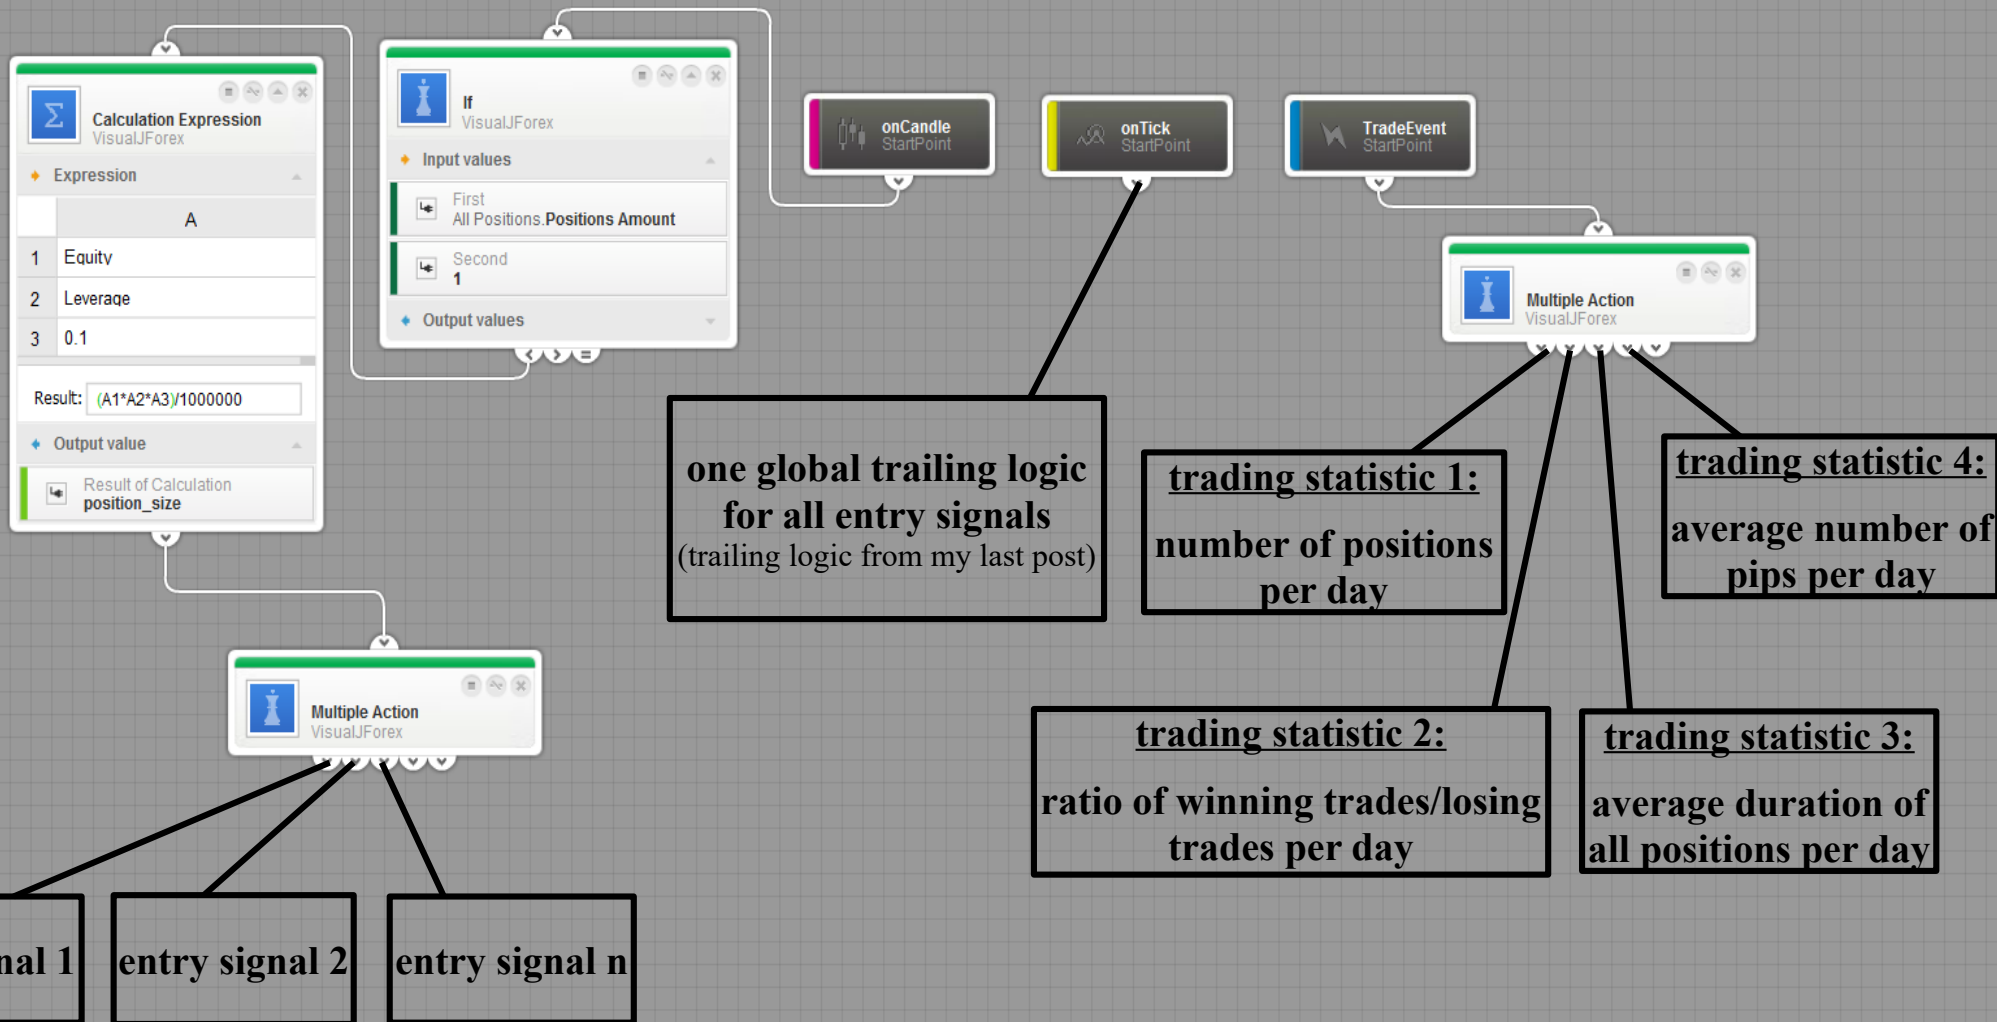 Calculation Expression
VisualJForex
Expression
A
1 Equity
2 Leverage
3 0.1
Result: (A1*A2*A3)/1000000
Output value
Result of Calculation
position_size
If
VisualJForex
Input values
First
All Positions.Positions Amount
Second
1
Output values
onCandle
StartPoint
onTick
StartPoint
TradeEvent
StartPoint
Multiple Action
VisualJForex
one global trailing logic
for all entry signals
(trailing logic from my last post)
trading statistic 1:
number of positions
per day
trading statistic 4:
average number of
pips per day
trading statistic 2:
ratio of winning trades/losing
trades per day
trading statistic 3:
average duration of
all positions per day
Multiple Action
VisualJForex
nal 1
entry signal 2
entry signal n